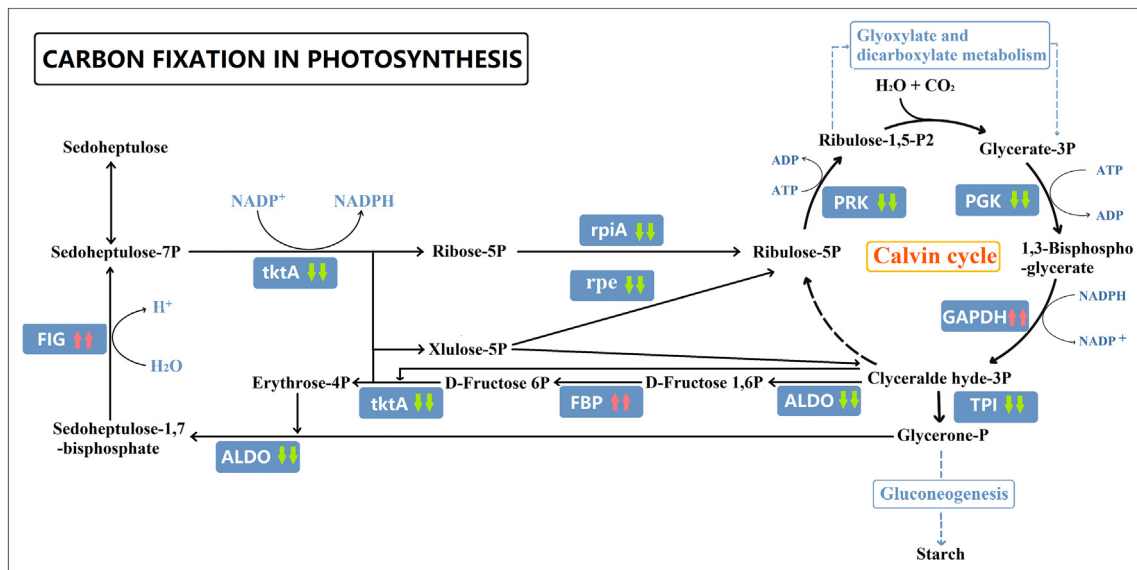 CARBON FIXATION IN PHOTOSYNTHESIS
Glyoxylate and
dicarboxylate metabolism
H₂O + CO₂
Sedoheptulose
Ribulose-1,5-P2
Glycerate-3P
ADP
ATP
ATP
ADP
PRK
PGK
NADP⁺
NADPH
rpiA
Sedoheptulose-7P
Ribose-5P
Ribulose-5P
Calvin cycle
1,3-Bisphospho
-glycerate
tktA
rpe
NADPH
H⁺
GAPDH
FIG
NADP⁺
Xlulose-5P
H₂O
Erythrose-4P
D-Fructose 6P
D-Fructose 1,6P
Clyceralde hyde-3P
tktA
FBP
ALDO
TPI
Sedoheptulose-1,7
-bisphosphate
Glycerone-P
ALDO
Gluconeogenesis
Starch